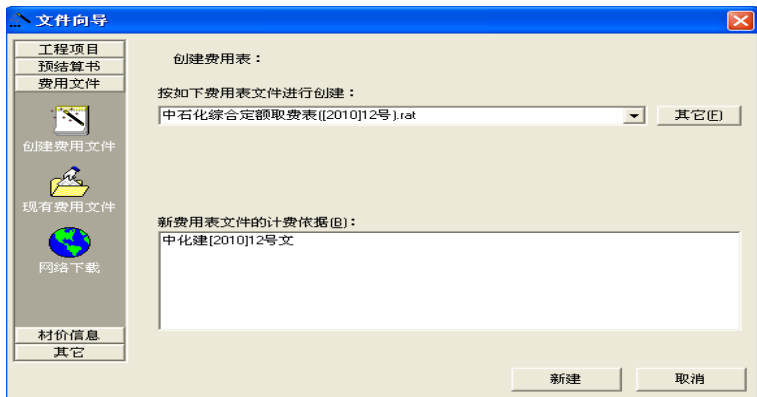 文件向导
工程项目
预结算书
费用文件
创建费用文件
现有费用文件
网络下载
材价信息
其它
创建费用表：
按如下费用表文件进行创建：
中石化综合定额取费表([2010]12号).rat
其它(F)
新费用表文件的计费依据(B)：
中化建[2010]12号文
新建
取消